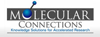 MOLECULAR
CONNECTIONS
Knowledge Solutions for Accelerated Research